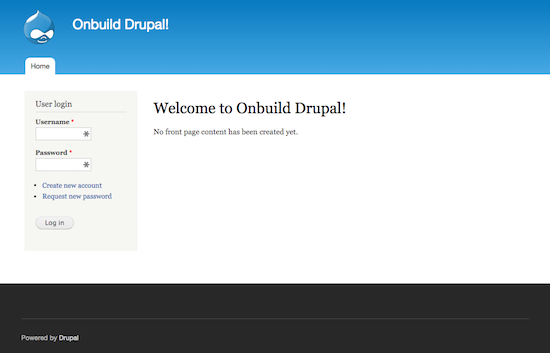 Onbuild Drupal!
Home
User login
Username *
Password *
Create new account
Request new password
Log in
Welcome to Onbuild Drupal!
No front page content has been created yet.
Powered by Drupal